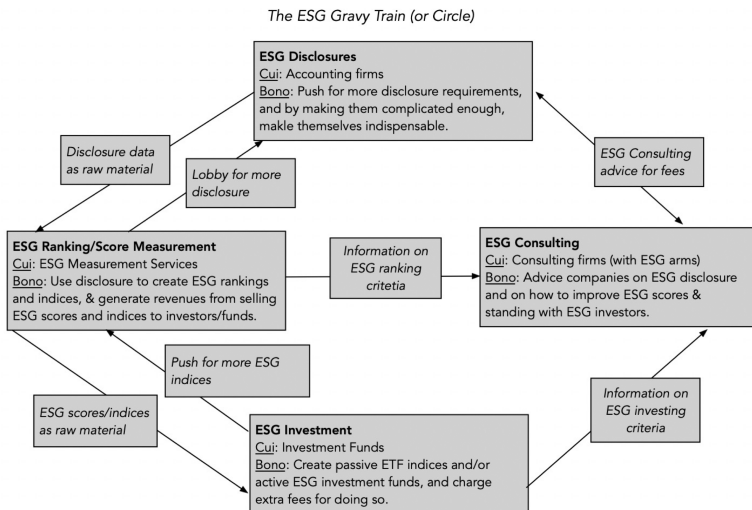 The ESG Gravy Train (or Circle)
ESG Disclosures
Cui: Accounting firms
Bono: Push for more disclosure requirements,
and by making them complicated enough,
makle themselves indispensable.
Disclosure data
as raw material
Lobby for more
disclosure
ESG Consulting
advice for fees
ESG Ranking/Score Measurement
Cui: ESG Measurement Services
Bono: Use disclosure to create ESG rankings
and indices, & generate revenues from selling
ESG scores and indices to investors/funds.
Information on
ESG ranking
critetia
ESG Consulting
Cui: Consulting firms (with ESG arms)
Bono: Advice companies on ESG disclosure
and on how to improve ESG scores &
standing with ESG investors.
Push for more ESG
indices
ESG scores/indices
as raw material
Information on
ESG investing
criteria
ESG Investment
Cui: Investment Funds
Bono: Create passive ETF indices and/or
active ESG investment funds, and charge
extra fees for doing so.